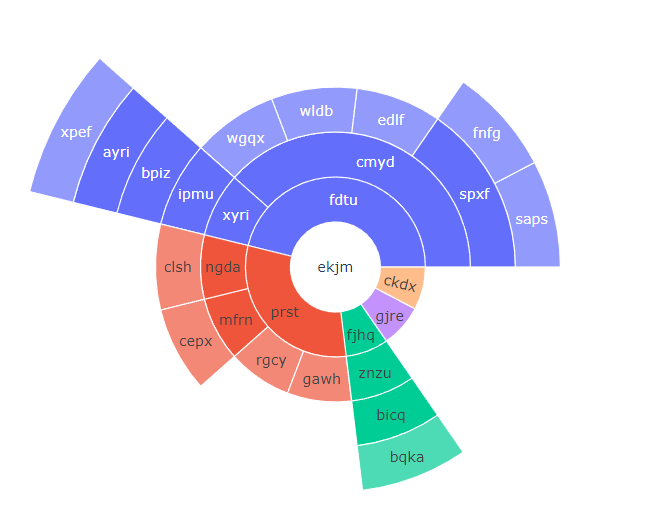 wldb
edlf
xpef
fnfg
wgqx
ayri
cmyd
bpiz
ipmu
spxf
fdtu
xyri
saps
clsh
ngda
ekjm
ckdx
prst
gjre
mfrn
fjhq
cepx
rgcy
znzu
gawh
bicq
bqka